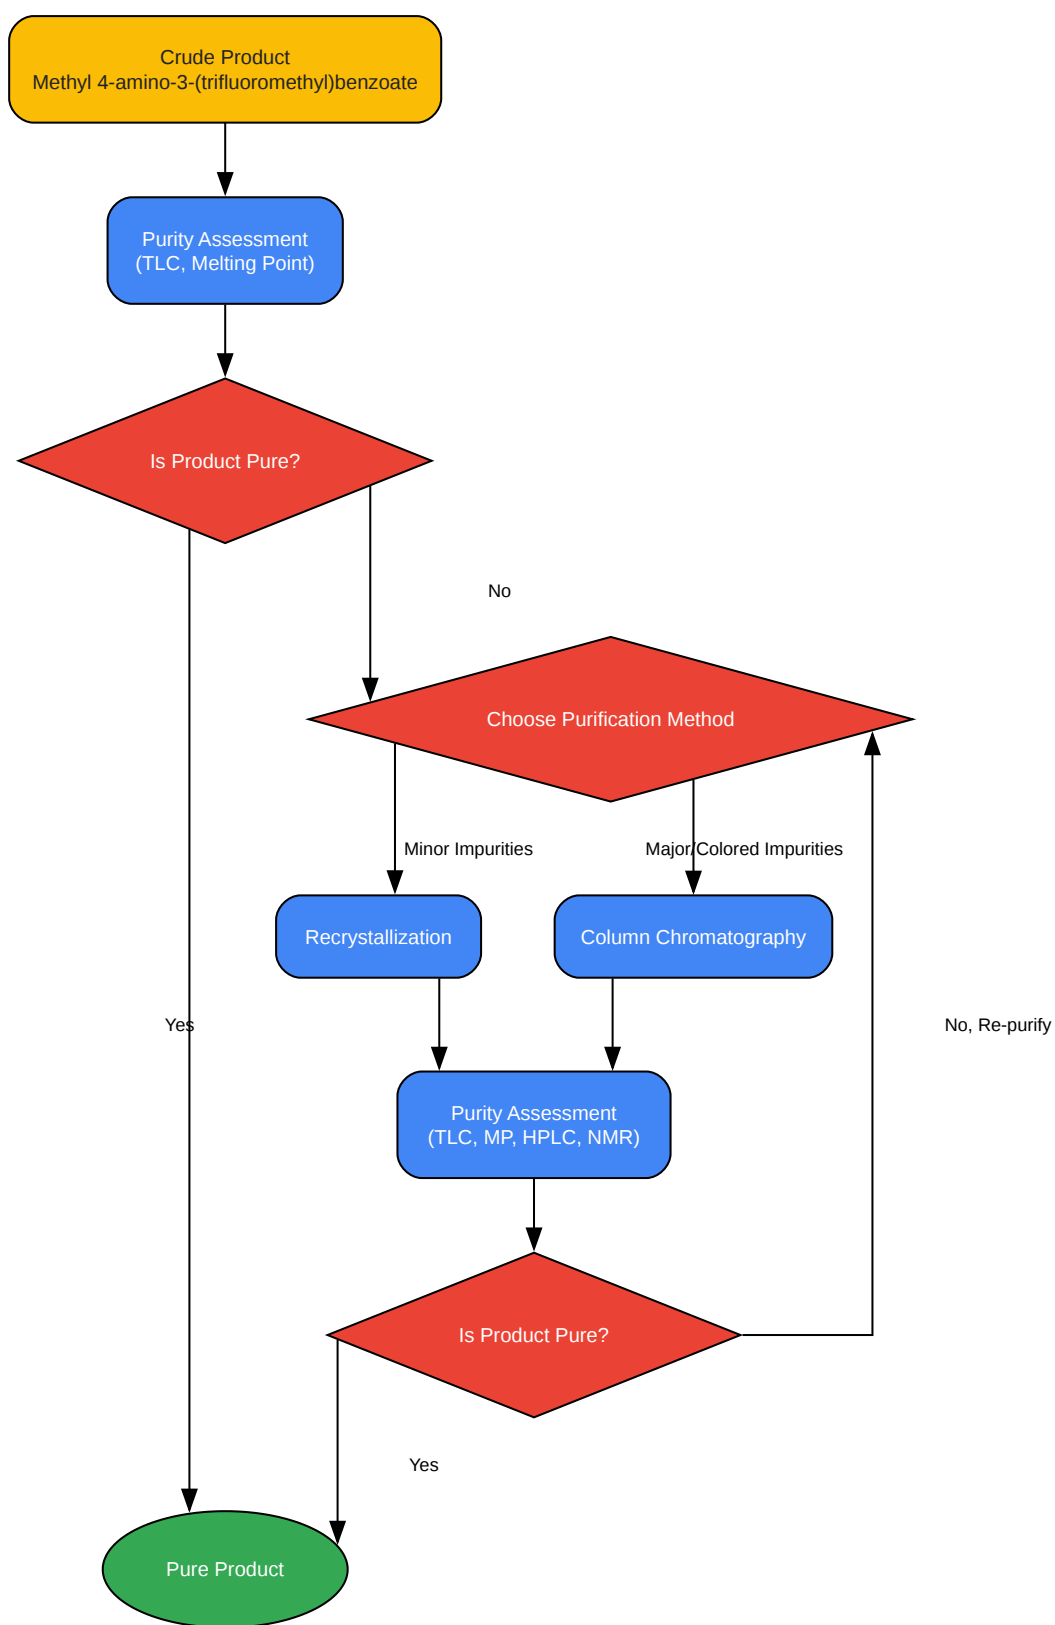 Crude Product
Methyl 4-amino-3-(trifluoromethyl)benzoate
Purity Assessment
(TLC, Melting Point)
Is Product Pure?
No
Choose Purification Method
Minor Impurities
Major/Colored Impurities
Recrystallization
Column Chromatography
Yes
No, Re-purify
Purity Assessment
(TLC, MP, HPLC, NMR)
Is Product Pure?
Yes
Pure Product